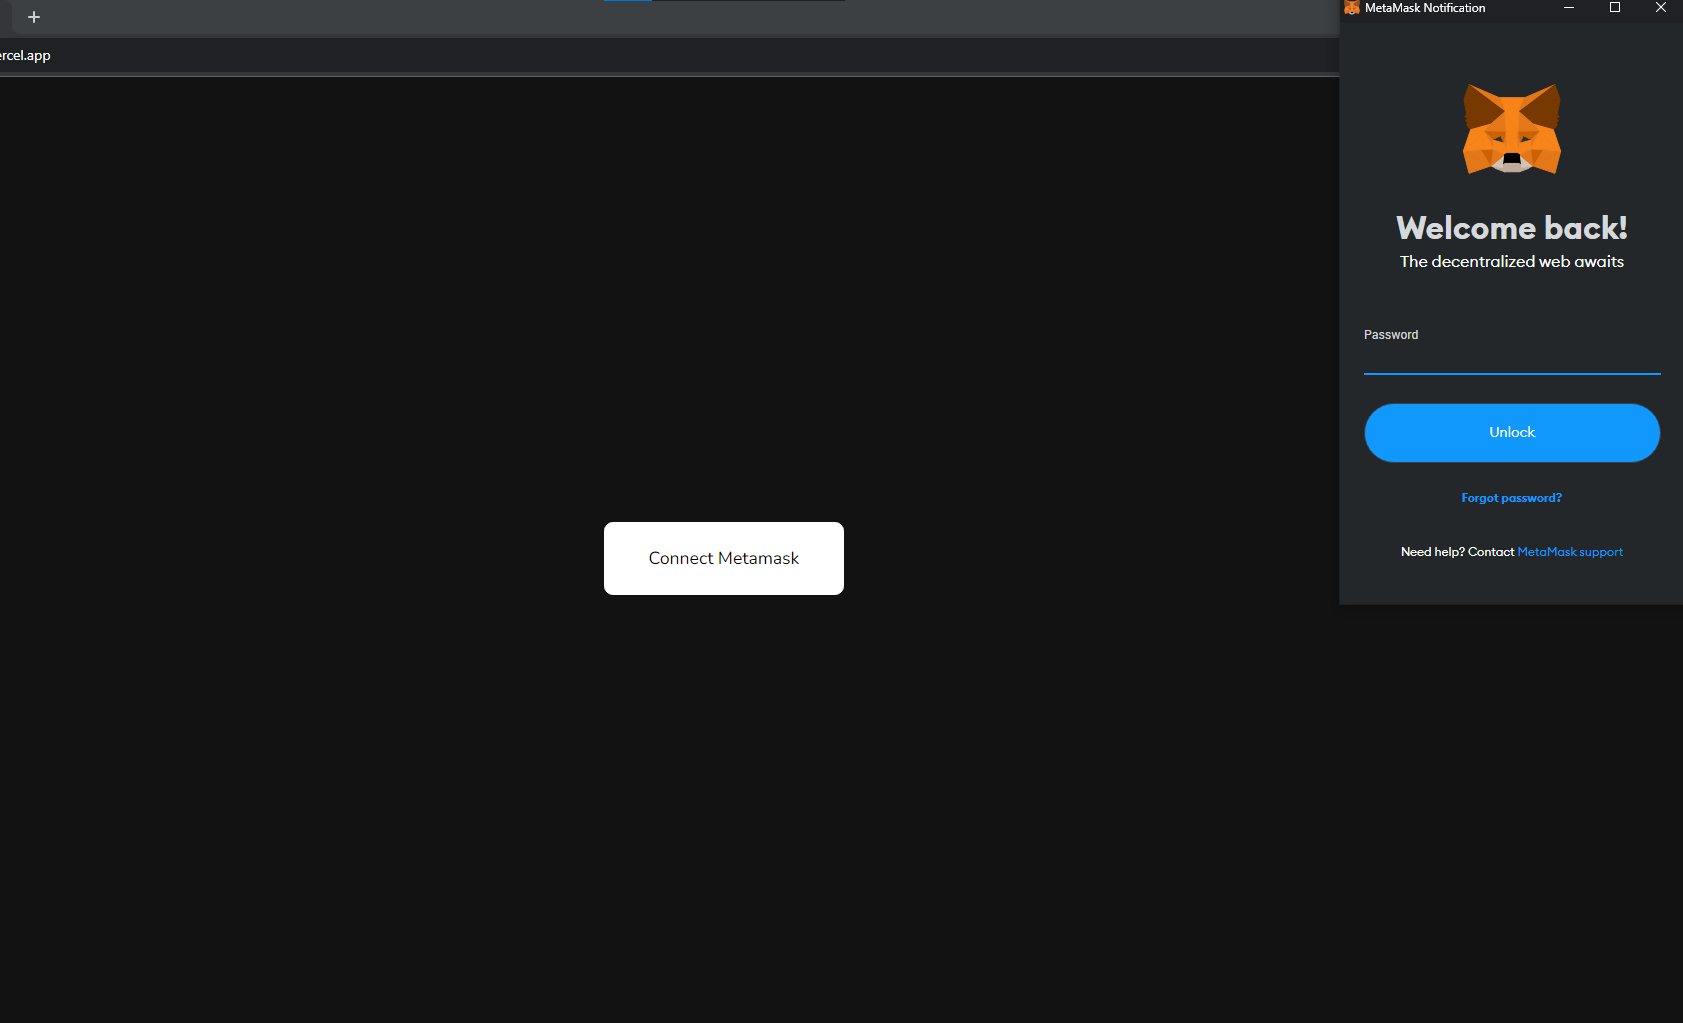 ercel.app
MetaMask Notification
Welcome back!
The decentralized web awaits
Password
Unlock
Forgot password?
Need help? Contact MetaMask support
Connect Metamask